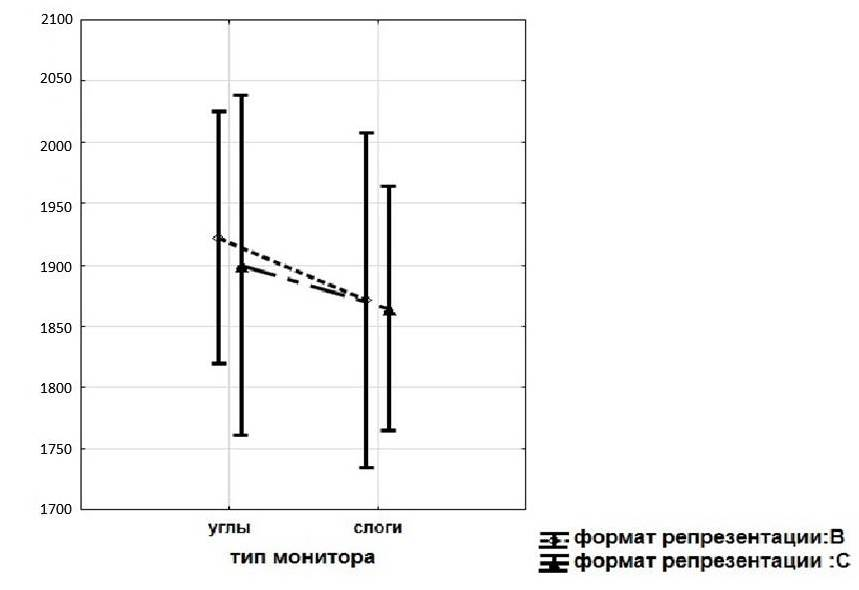 2100
2050
2000
1950
1900
1850
1800
1750
1700
углы слоги
тип монитора
формат репрезентации:В
формат репрезентации :С